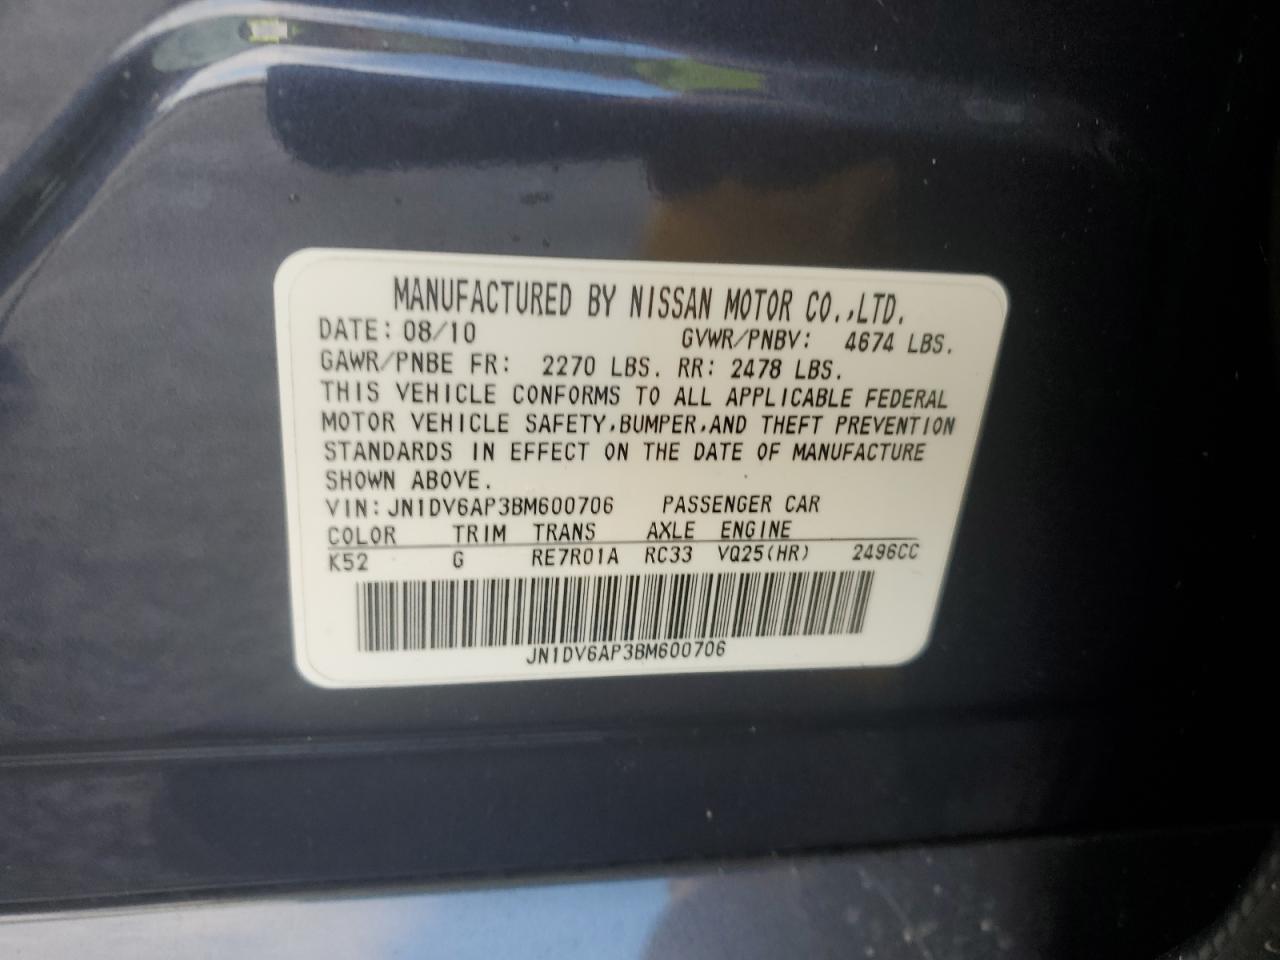 MANUFACTURED BY NISSAN MOTOR CO.,LTD.
DATE: 08/10 GVWR/PNBV: 4674 LBS.
GAWR/PNBE FR: 2270 LBS. RR: 2478 LBS.
THIS VEHICLE CONFORMS TO ALL APPLICABLE FEDERAL
MOTOR VEHICLE SAFETY,BUMPER,AND THEFT PREVENTION
STANDARDS IN EFFECT ON THE DATE OF MANUFACTURE
SHOWN ABOVE.
VIN: JN1DV6AP3BM600706 PASSENGER CAR
COLOR TRIM TRANS AXLE ENGINE
K52 G RE7R01A RC33 VQ25(HR) 2496CC
JN1DV6AP3BM600706